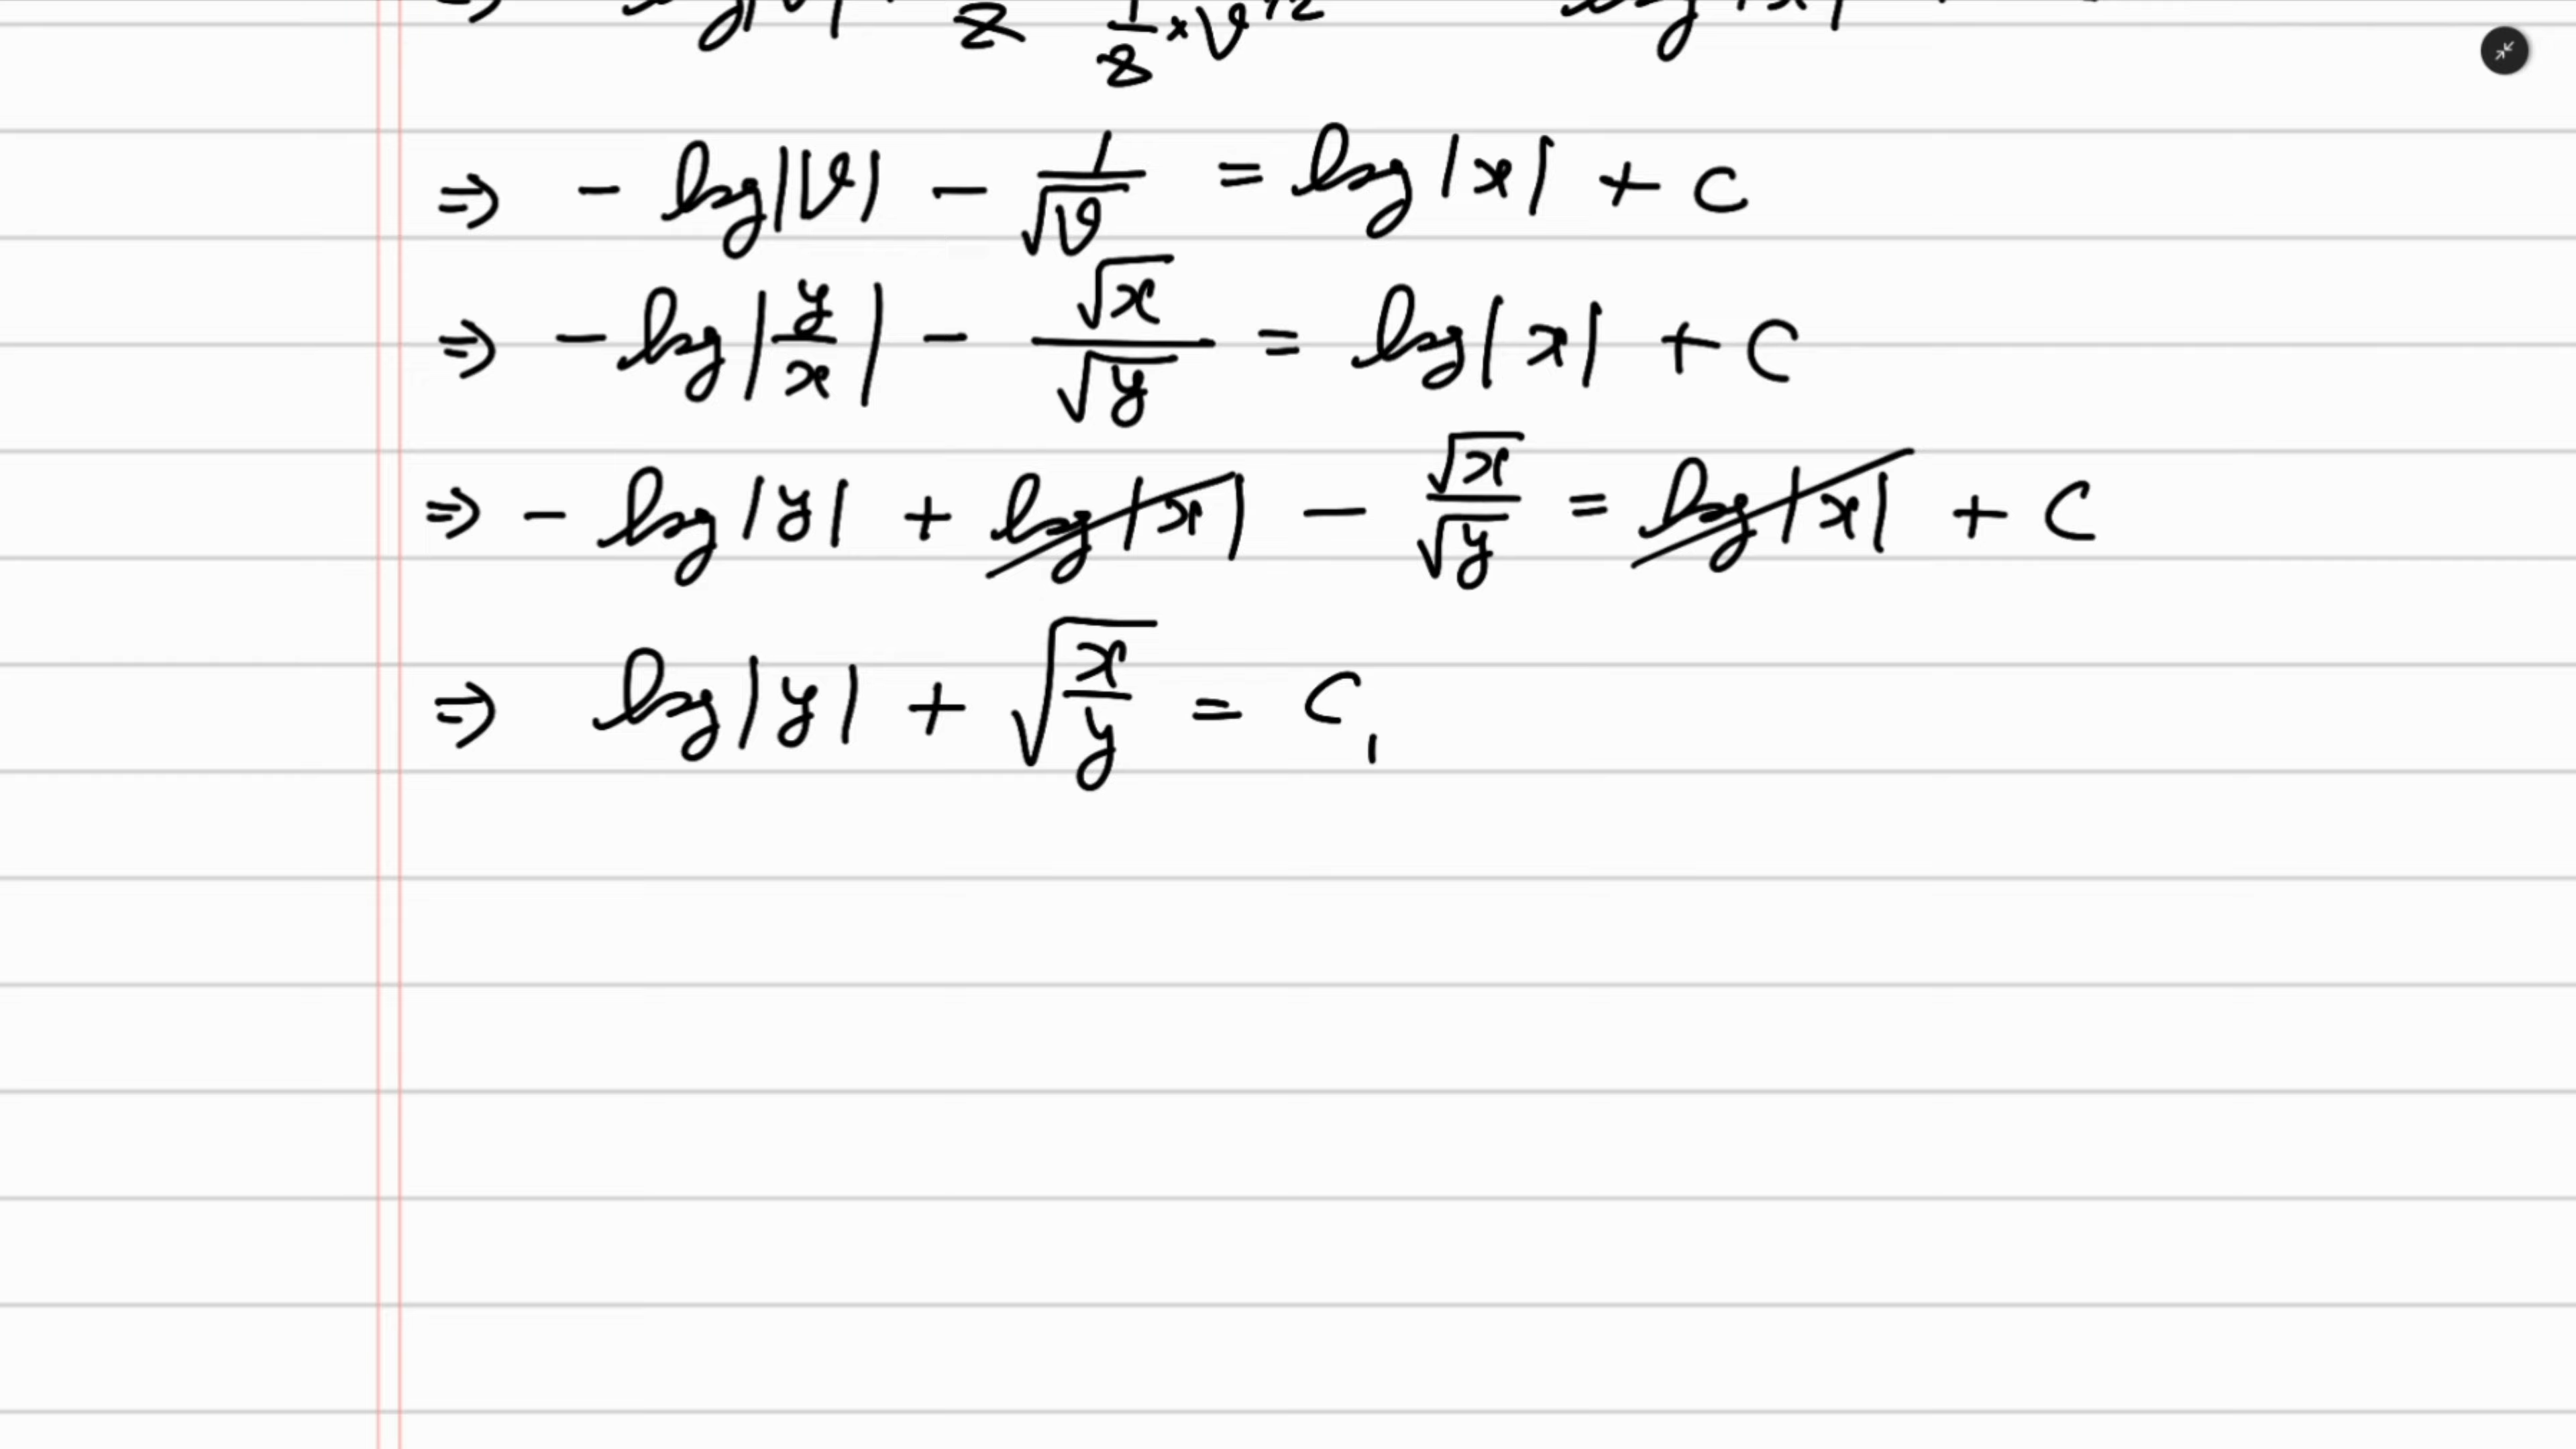 ⇒ - log|v| - 1/√v = log|x| + c
⇒ - log|y/x| - √x/√y = log|x| + C
⇒ - log|y| + log|x| - √x/√y = log|x| + C
⇒ log|y| + √(x/y) = C₁